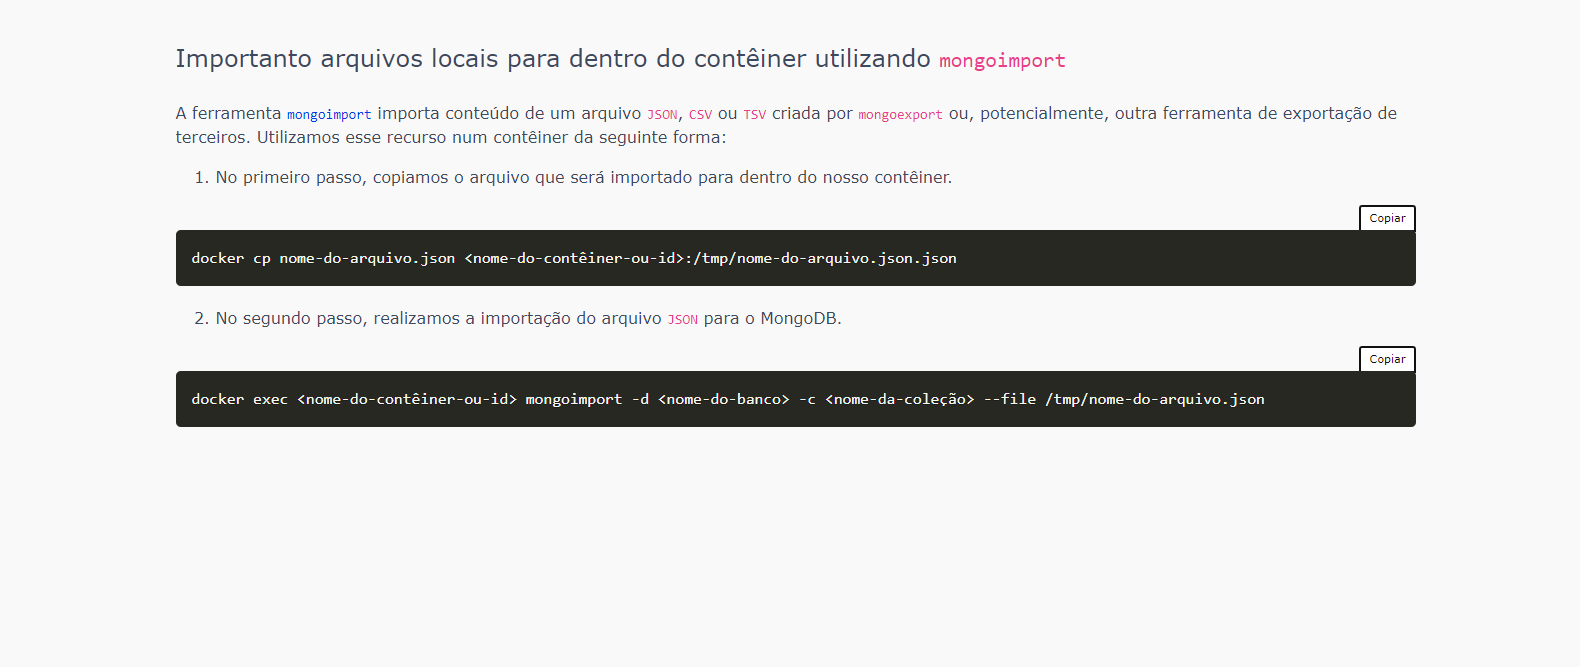 Importanto arquivos locais para dentro do contêiner utilizando mongoimport
A ferramenta mongoimport importa conteúdo de um arquivo JSON, CSV ou TSV criada por mongoexport ou, potencialmente, outra ferramenta de exportação de
terceiros. Utilizamos esse recurso num contêiner da seguinte forma:
1. No primeiro passo, copiamos o arquivo que será importado para dentro do nosso contêiner.
Copiar
docker cp nome-do-arquivo.json <nome-do-contêiner-ou-id>:/tmp/nome-do-arquivo.json.json
2. No segundo passo, realizamos a importação do arquivo JSON para o MongoDB.
Copiar
docker exec <nome-do-contêiner-ou-id> mongoimport -d <nome-do-banco> -c <nome-da-coleção> --file /tmp/nome-do-arquivo.json